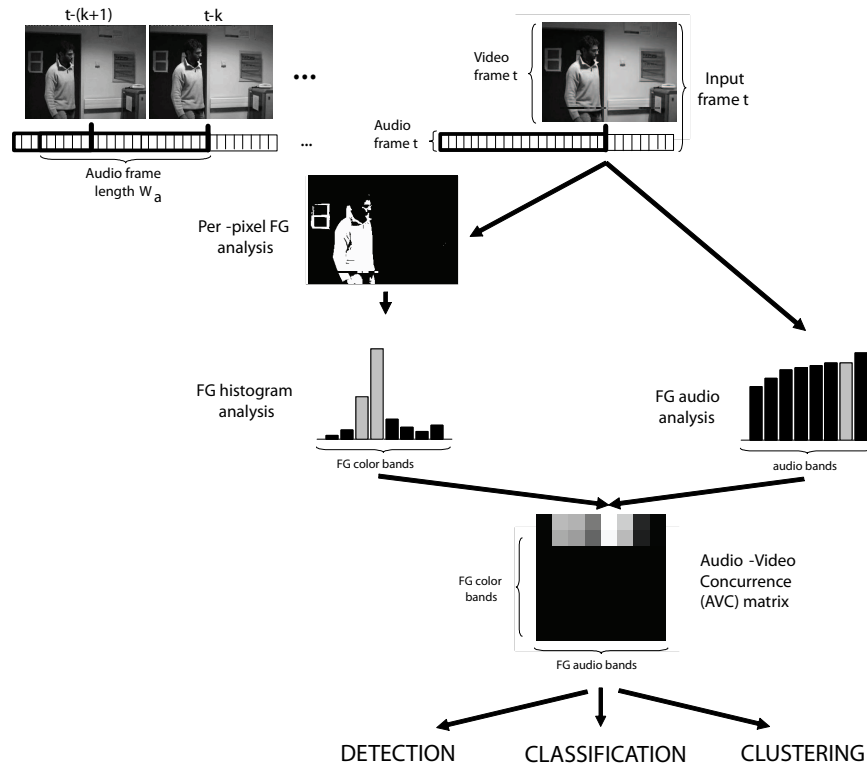 t-(k+1)
t-k
...
Video
frame t
Input
frame t
Audio
frame t
...
Audio frame
length Wa
Per -pixel FG
analysis
FG histogram
analysis
FG color bands
FG audio
analysis
audio bands
FG color
bands
Audio -Video
Concurrence
(AVC) matrix
FG audio bands
DETECTION
CLASSIFICATION
CLUSTERING